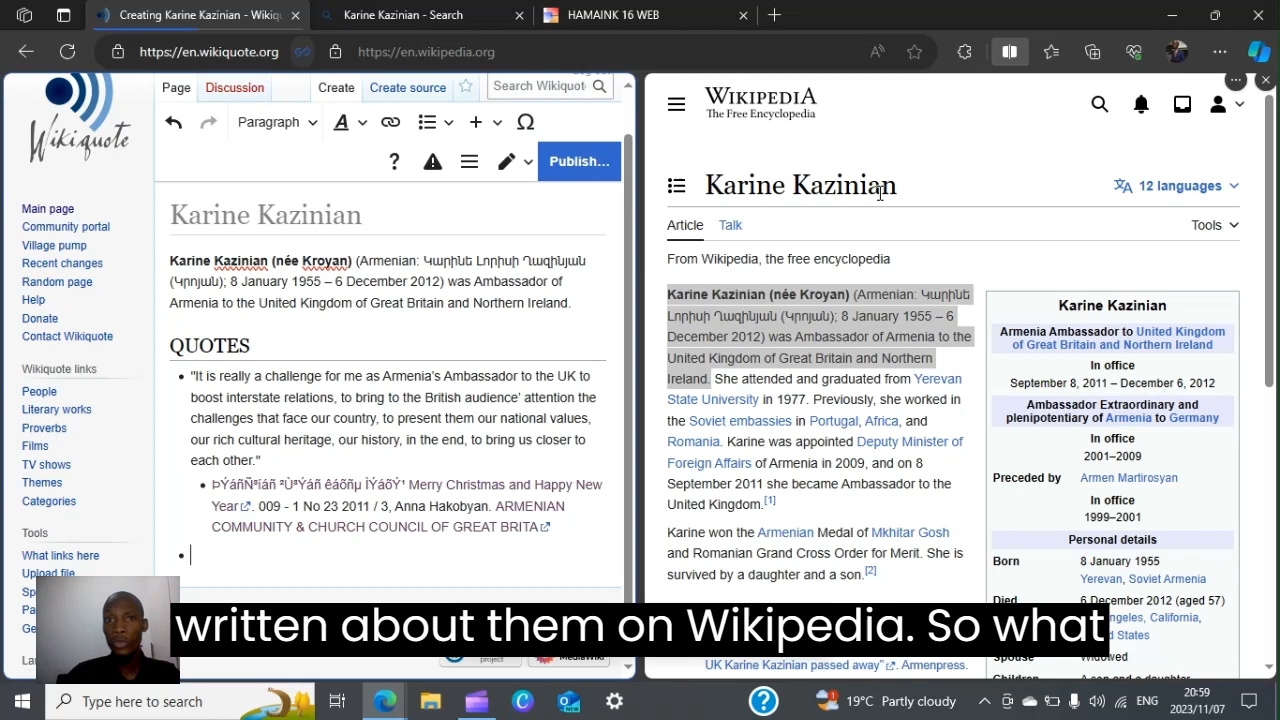 Creating Karine Kazinian - Wikiqu
Karine Kazinian - Search
HAMAINK 16 WEB
https://en.wikiquote.org
https://en.wikipedia.org
Wikiquote
Main page
Community portal
Village pump
Recent changes
Random page
Help
Donate
Contact Wikiquote
Wikiquote links
People
Literary works
Proverbs
Films
TV shows
Themes
Categories
Tools
What links here
Upload file
Page
Discussion
Create
Create source
Search Wikiquot
Paragraph
A
Ω
?
Publish…
Karine Kazinian
Karine Kazinian (née Kroyan) (Armenian: Կարինե Լորիսի Ղազինյան
(Կրոյան); 8 January 1955 – 6 December 2012) was Ambassador of
Armenia to the United Kingdom of Great Britain and Northern Ireland.
QUOTES
"It is really a challenge for me as Armenia's Ambassador to the UK to
boost interstate relations, to bring to the British audience' attention the
challenges that face our country, to present them our national values,
our rich cultural heritage, our history, in the end, to bring us closer to
each other."
Merry Christmas and Happy New
Year. 009 - 1 No 23 2011 / 3, Anna Hakobyan. ARMENIAN
COMMUNITY & CHURCH COUNCIL OF GREAT BRITA
WIKIPEDIA
The Free Encyclopedia
Karine Kazinian
12 languages
Article
Talk
Tools
From Wikipedia, the free encyclopedia
Karine Kazinian (née Kroyan) (Armenian: Կարինե
Լորիսի Ղազինյան (Կրոյան); 8 January 1955 – 6
December 2012) was Ambassador of Armenia to the
United Kingdom of Great Britain and Northern
Ireland. She attended and graduated from Yerevan
State University in 1977. Previously, she worked in
the Soviet embassies in Portugal, Africa, and
Romania. Karine was appointed Deputy Minister of
Foreign Affairs of Armenia in 2009, and on 8
September 2011 she became Ambassador to the
United Kingdom.[1]
Karine won the Armenian Medal of Mkhitar Gosh
and Romanian Grand Cross Order for Merit. She is
survived by a daughter and a son.[2]
UK Karine Kazinian passed away". Armenpress.
Karine Kazinian
Armenia Ambassador to United Kingdom
of Great Britain and Northern Ireland
In office
September 8, 2011 – December 6, 2012
Ambassador Extraordinary and
plenipotentiary of Armenia to Germany
In office
2001–2009
Preceded by Armen Martirosyan
In office
1999–2001
Personal details
Born 8 January 1955
Yerevan, Soviet Armenia
Died 6 December 2012 (aged 57)
California,
Widowed
written about them on Wikipedia. So what
project
MediaWiki
Type here to search
19°C Partly cloudy
ENG
20:59
2023/11/07